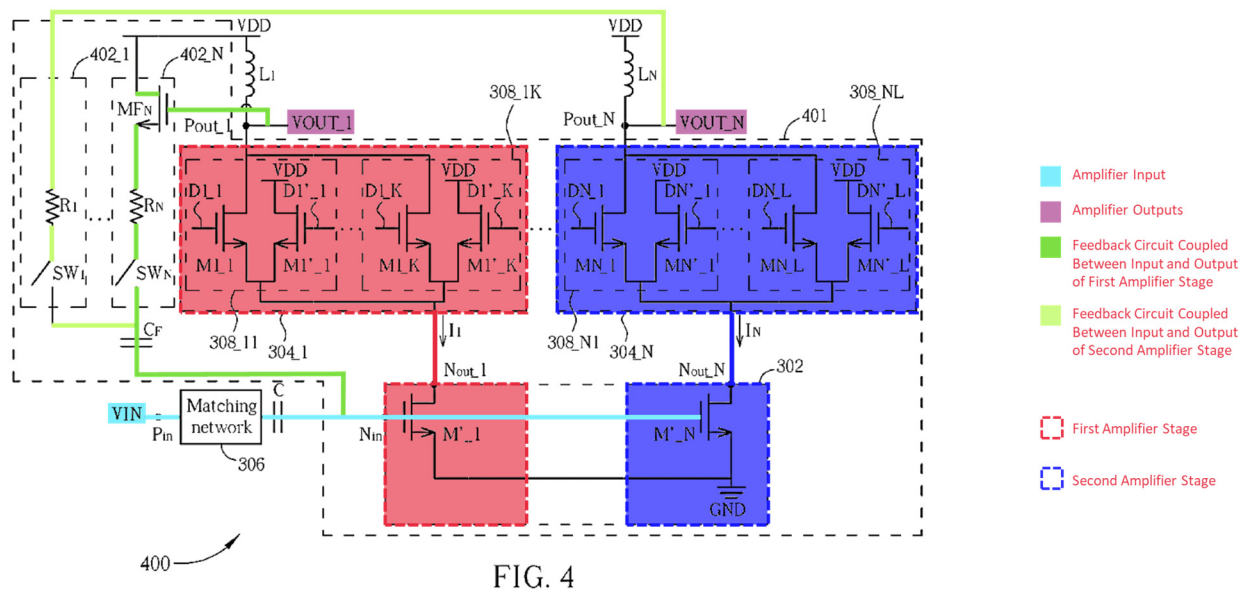 VDD
VDD
402_1
402_N
L1
LN
308_1K
308_NL
MFN
Pout_1
VOUT_1
Pout_N
VOUT_N
401
VDD
VDD
VDD
VDD
D1_1
D1'_1
D1_K
D1'_K
DN_1
DN'_1
DN_L
DN'_L
R1
RN
M1_1
M1'_1
M1_K
M1'_K
MN_1
MN'_1
MN_L
MN'_L
SW1
SWN
CF
308_11
304_1
I1
308_N1
304_N
IN
Nout_1
Nout_N
302
VIN
Pin
Matching
network
C
Nin
M'_1
M'_N
306
GND
400
FIG. 4
Amplifier Input
Amplifier Outputs
Feedback Circuit Coupled
Between Input and Output
of First Amplifier Stage
Feedback Circuit Coupled
Between Input and Output
of Second Amplifier Stage
First Amplifier Stage
Second Amplifier Stage